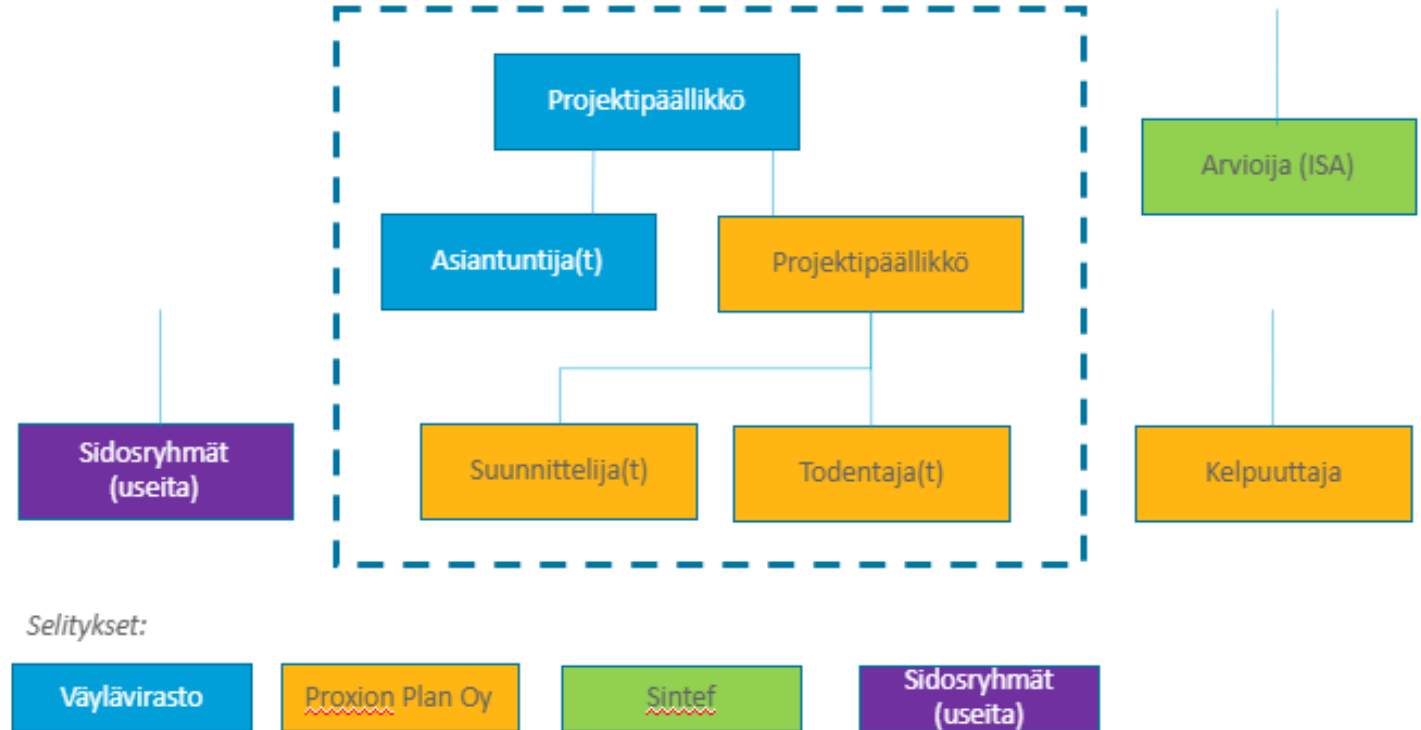 Projektipäällikkö
Arvioija (ISA)
Asiantuntija(t)
Projektipäällikkö
Sidosryhmät
(useita)
Suunnittelija(t)
Todentaja(t)
Kelpuuttaja
Selitykset:
Väylävirasto
Proxion Plan Oy
Sintef
Sidosryhmät
(useita)